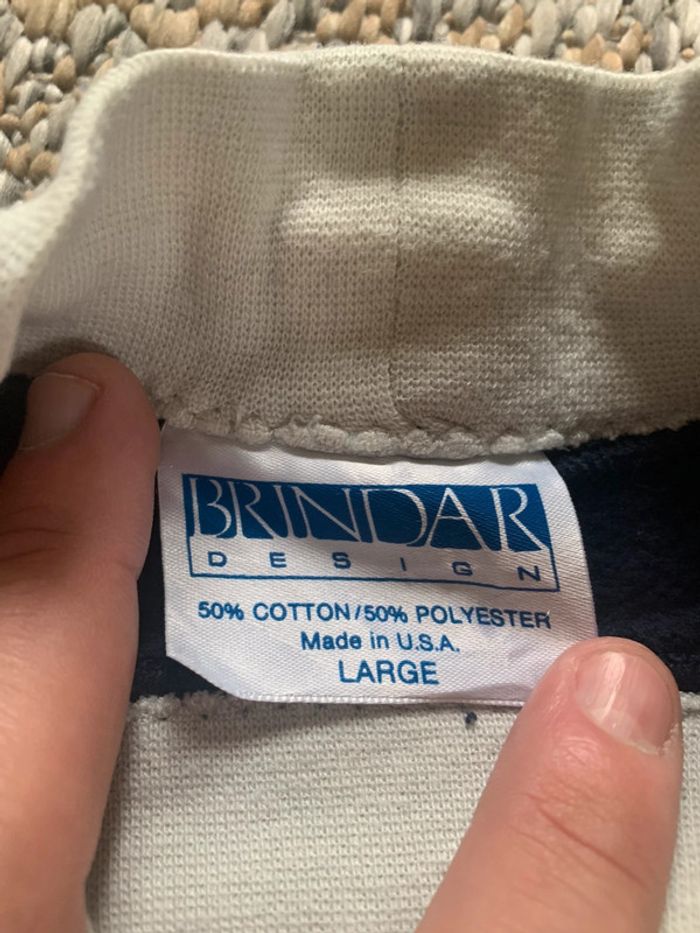 BRINDAR
DESIGN
50% COTTON/50% POLYESTER
Made in U.S.A.
LARGE